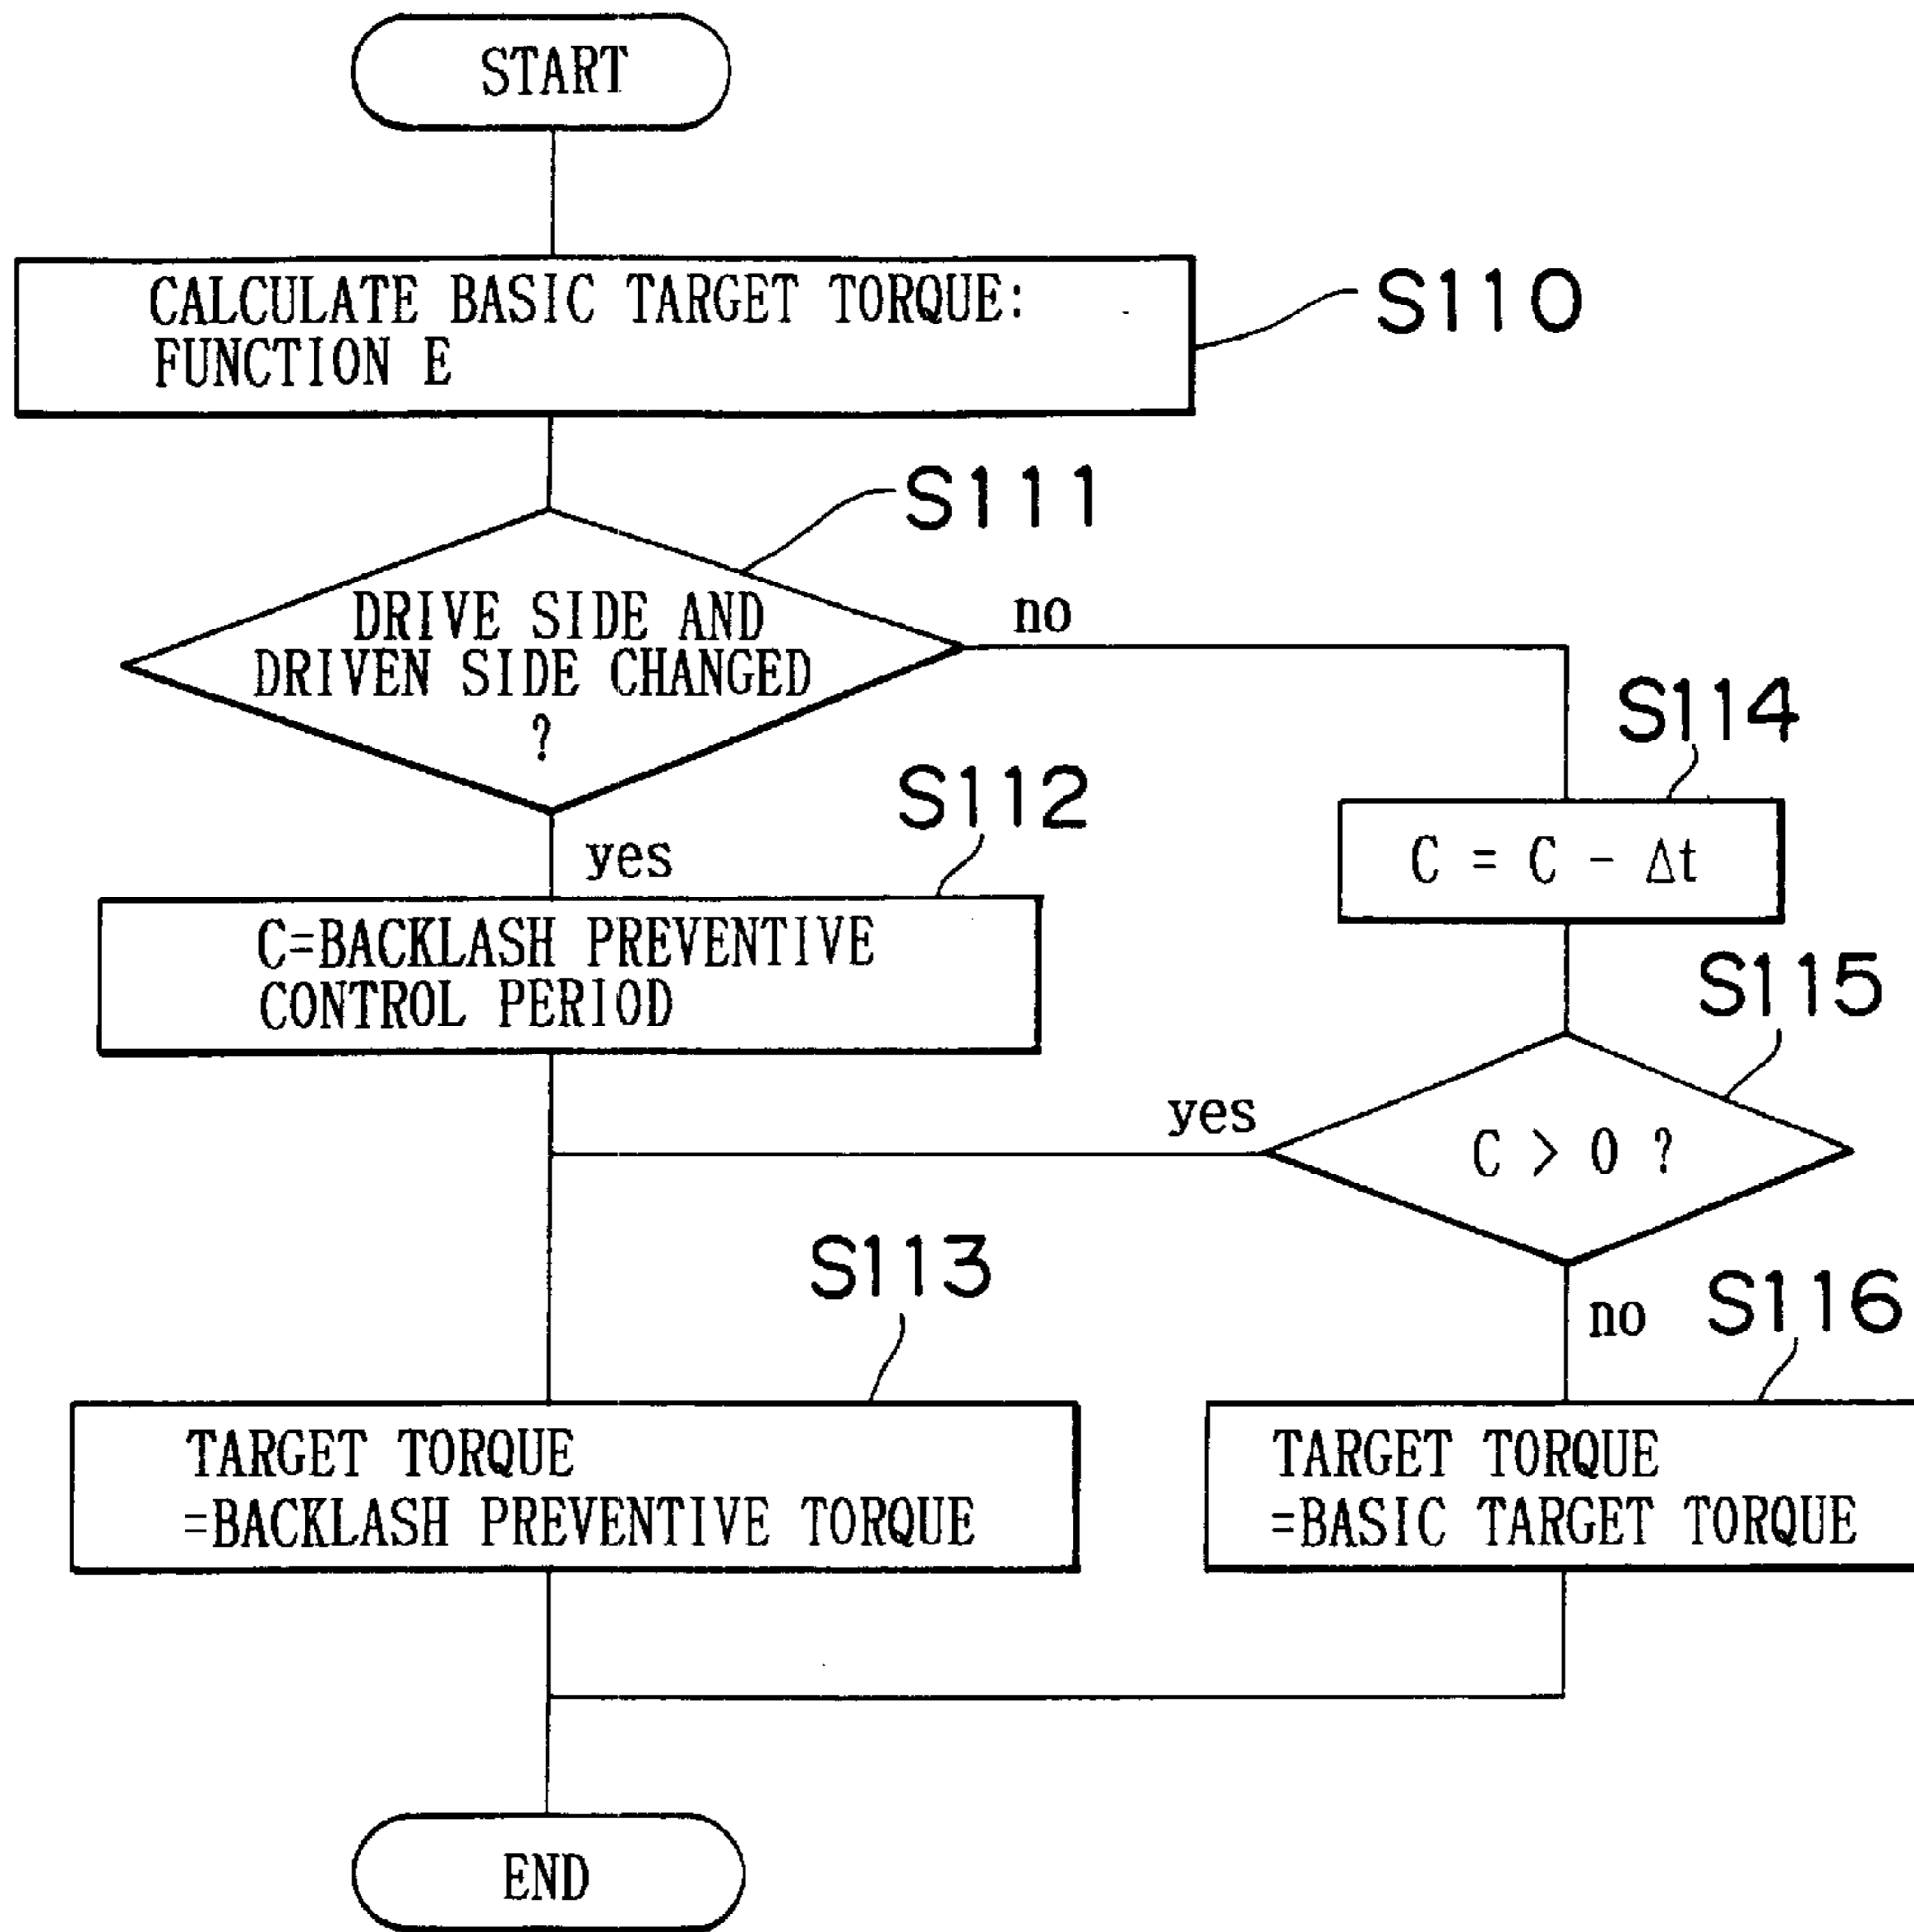 START
CALCULATE BASIC TARGET TORQUE:
FUNCTION E
S110
S111
DRIVE SIDE AND
DRIVEN SIDE CHANGED
?
no
yes
S112
C=BACKLASH PREVENTIVE
CONTROL PERIOD
S114
C = C - Δt
S115
C > 0 ?
yes
no
S113
TARGET TORQUE
=BACKLASH PREVENTIVE TORQUE
S116
TARGET TORQUE
=BASIC TARGET TORQUE
END